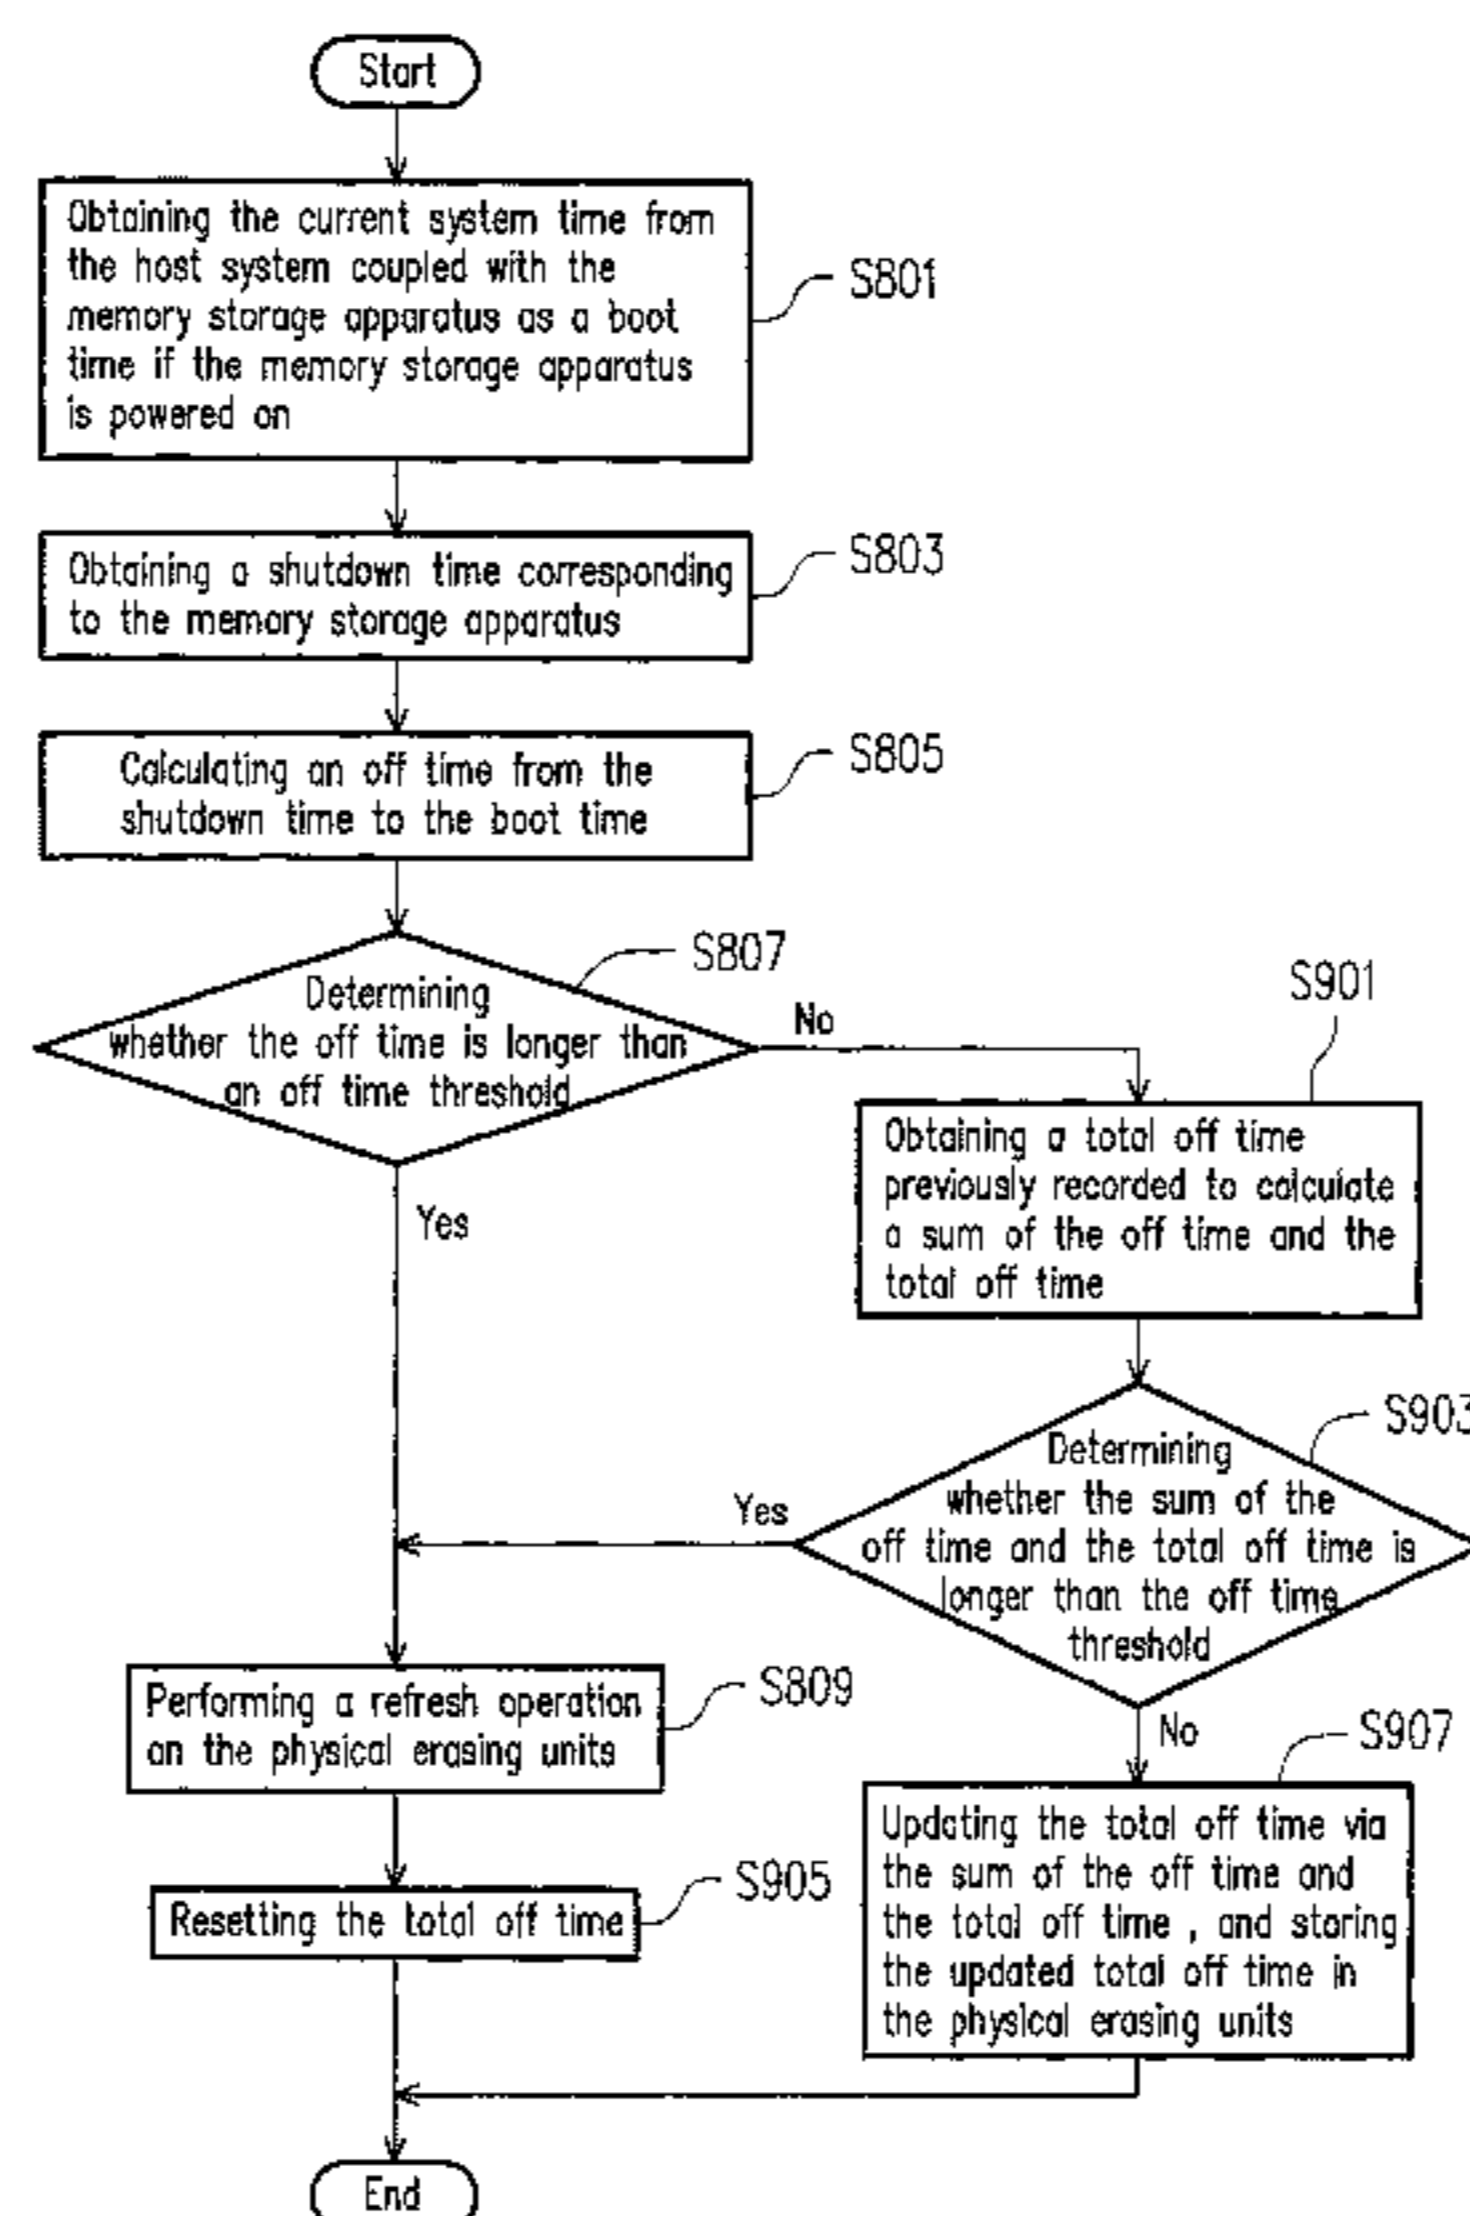 Start
Obtaining the current system time from
the host system coupled with the
memory storage apparatus as a boot
time if the memory storage apparatus
is powered on
S801
Obtaining a shutdown time corresponding
to the memory storage apparatus
S803
Calculating an off time from the
shutdown time to the boot time
S805
Determining
whether the off time is longer than
an off time threshold
S807
No
Yes
S901
Obtaining a total off time
previously recorded to calculate
a sum of the off time and the
total off time
Determining
whether the sum of the
off time and the total off time is
longer than the off time
threshold
S903
Yes
No
Performing a refresh operation
on the physical erasing units
S809
Resetting the total off time
S905
S907
Updating the total off time via
the sum of the off time and
the total off time , and storing
the updated total off time in
the physical erasing units
End